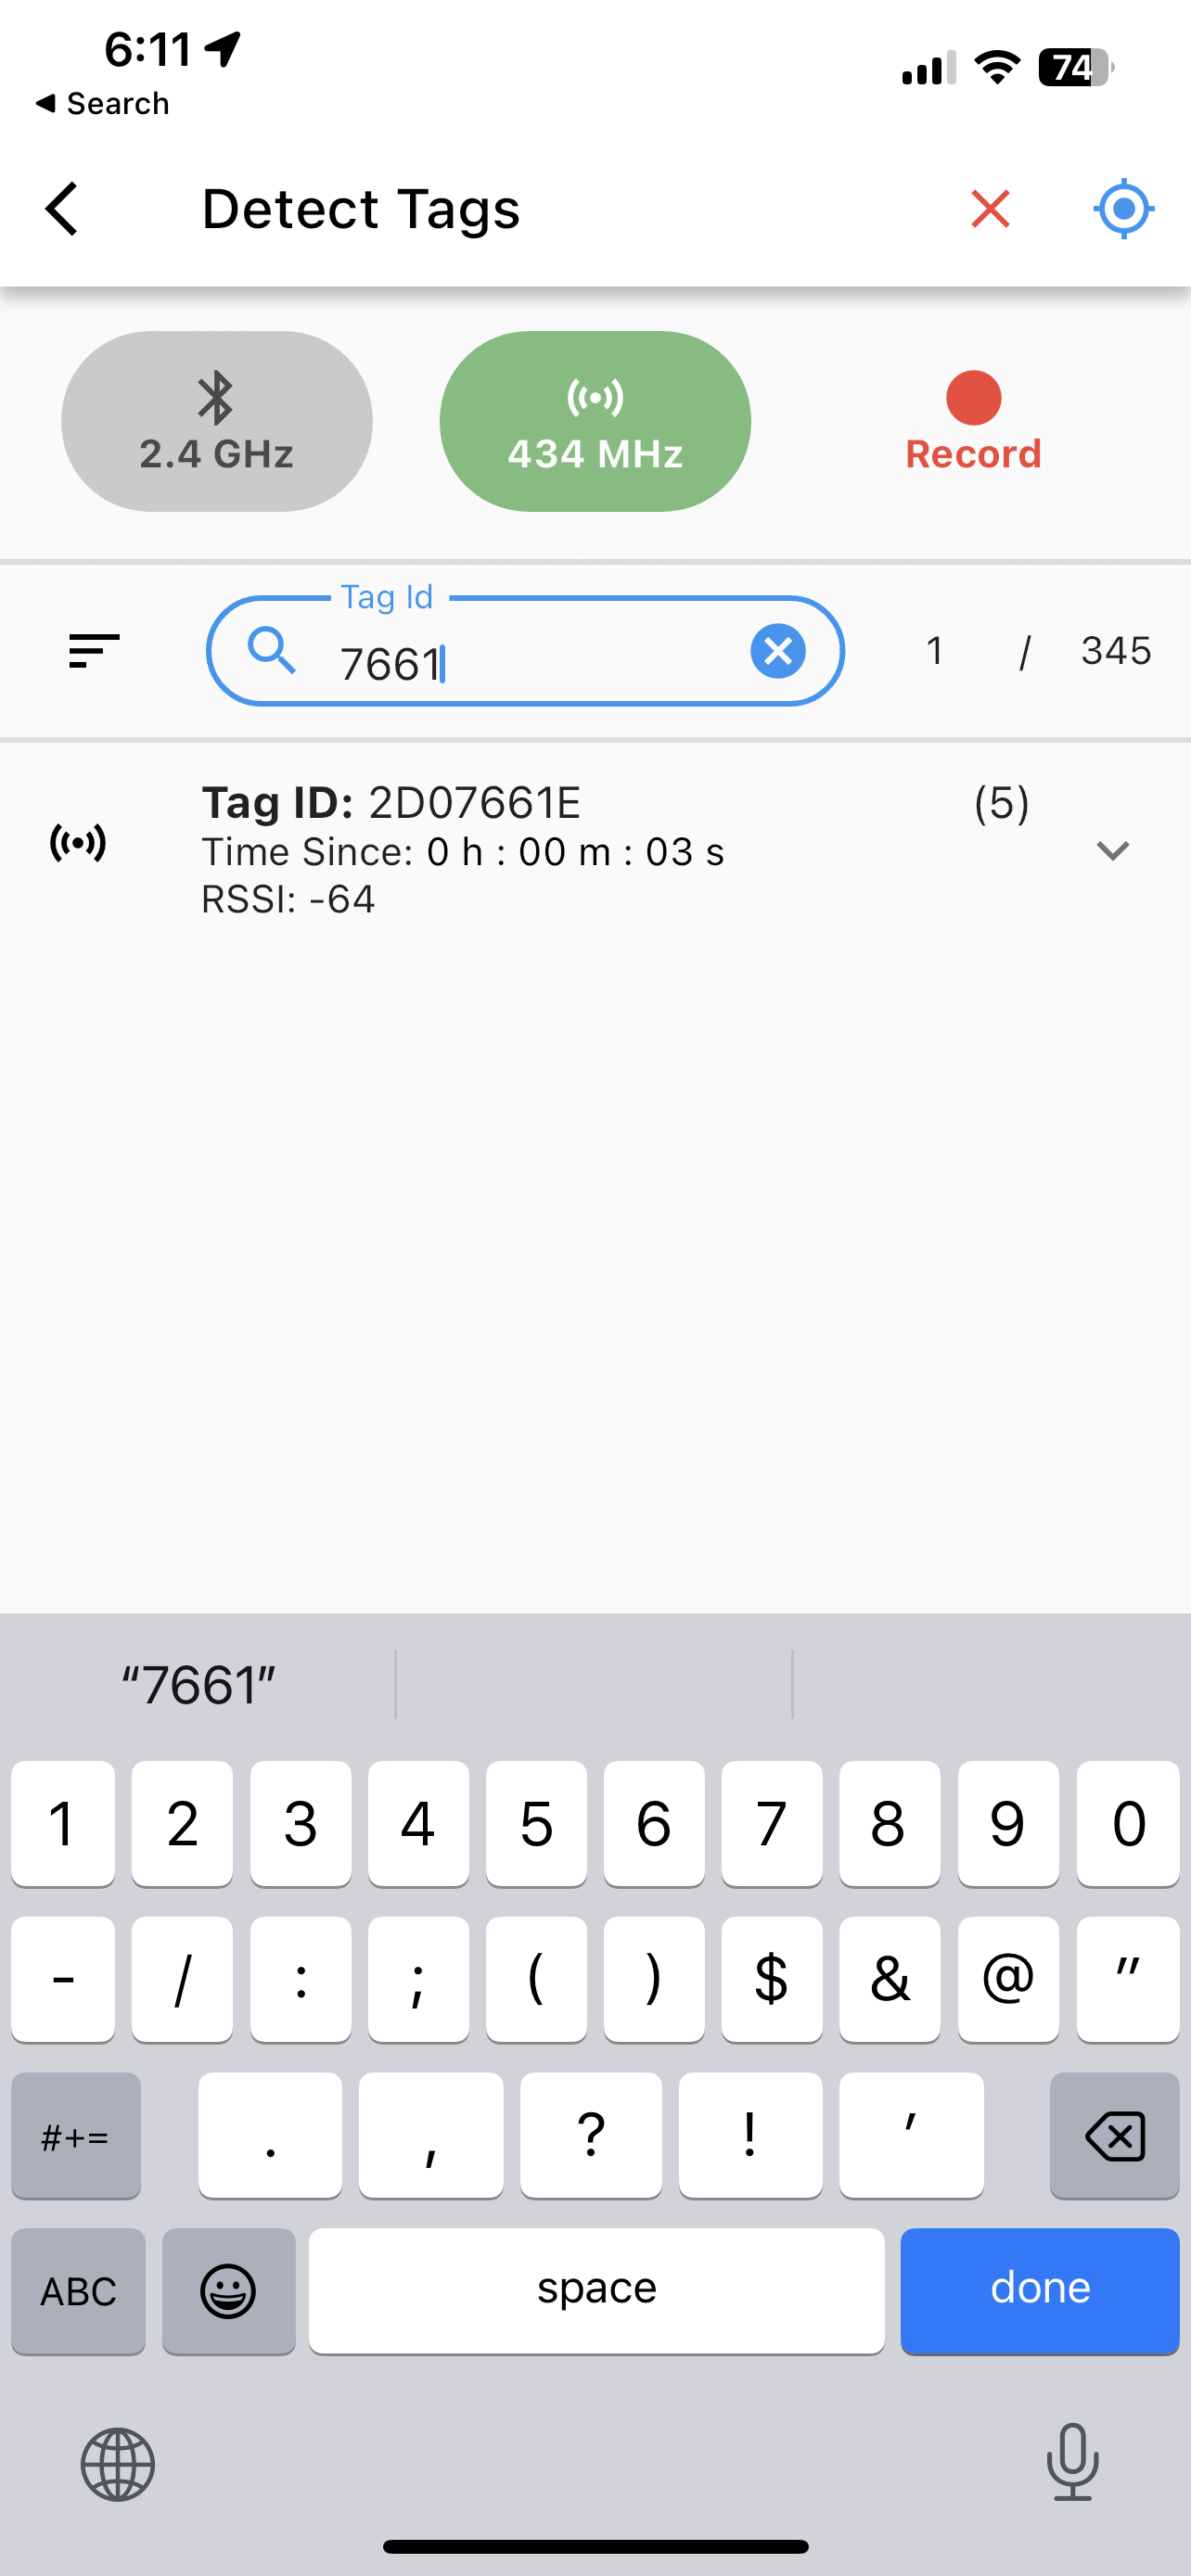 6:11
74
◀ Search
Detect Tags
2.4 GHz
434 MHz
Record
Tag Id
7661
1 / 345
Tag ID: 2D07661E (5)
Time Since: 0 h : 00 m : 03 s
RSSI: -64
“7661”
1 2 3 4 5 6 7 8 9 0
- / : ; ( ) $ & @ "
#+= . , ? ! '
ABC space done